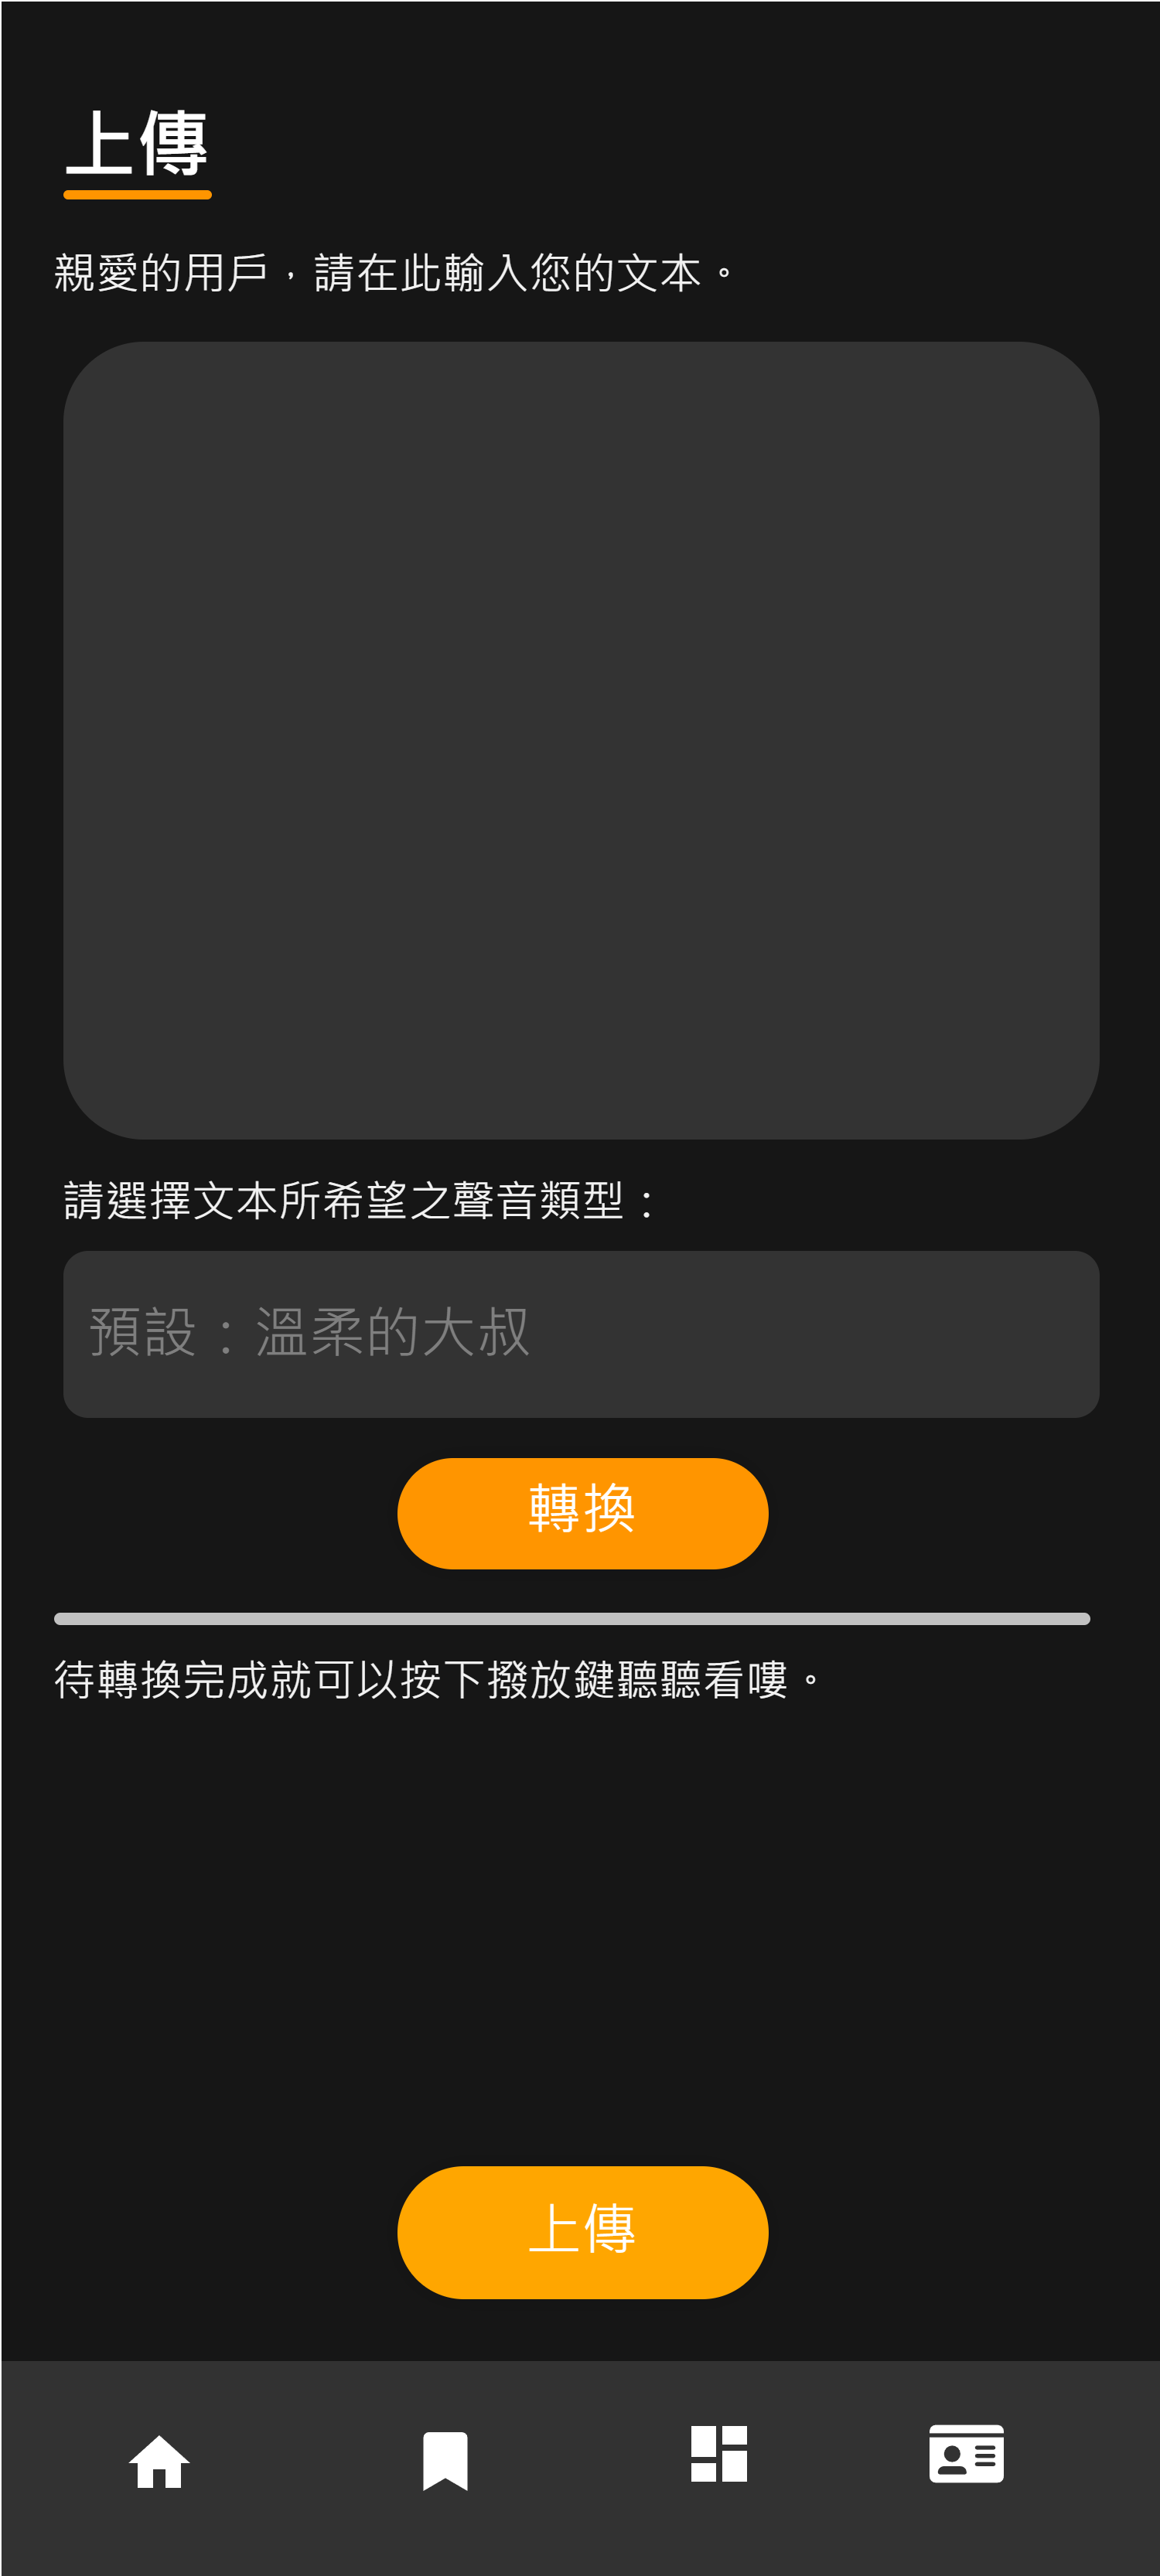 上傳
親愛的用戶，請在此輸入您的文本。
請選擇文本所希望之聲音類型：
預設：溫柔的大叔
轉換
待轉換完成就可以按下撥放鍵聽聽看嘍。
上傳